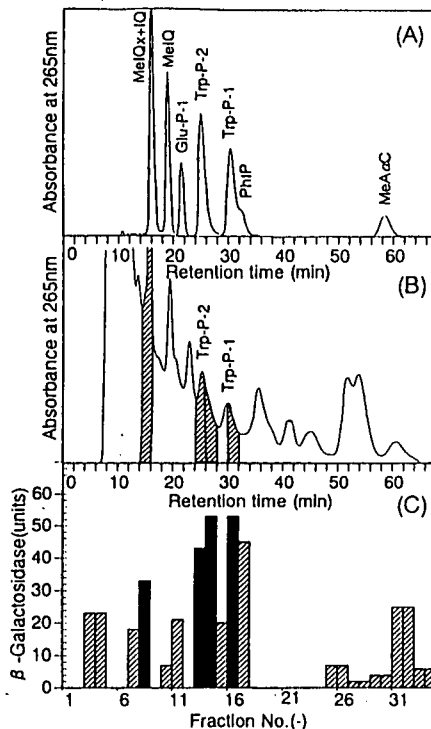 (A)
Absorbance at 265nm
MeIQx+IQ
MeIQ
Glu-P-1
Trp-P-2
Trp-P-1
PhIP
MeAαC
0 10 20 30 40 50 60
Retention time (min)
(B)
Absorbance at 265nm
Trp-P-2
Trp-P-1
0 10 20 30 40 50 60
Retention time (min)
(C)
β -Galactosidase(units)
60
50
40
30
20
10
0
1 6 11 16 21 26 31
Fraction No.(-)